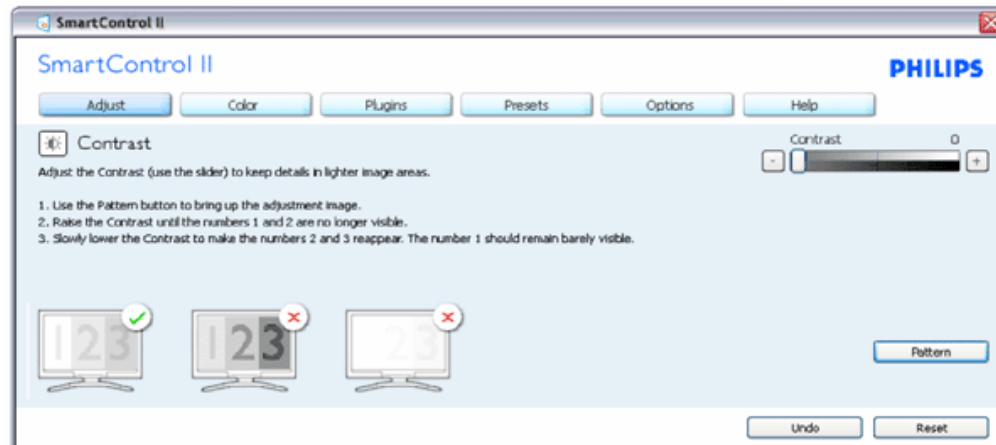 SmartControl II
SmartControl II
PHILIPS
Adjust Color Plugins Presets Options Help
Contrast
Contrast 0
- +
Adjust the Contrast (use the slider) to keep details in lighter image areas.
1. Use the Pattern button to bring up the adjustment image.
2. Raise the Contrast until the numbers 1 and 2 are no longer visible.
3. Slowly lower the Contrast to make the numbers 2 and 3 reappear. The number 1 should remain barely visible.
123 123 23
Pattern
Undo Reset